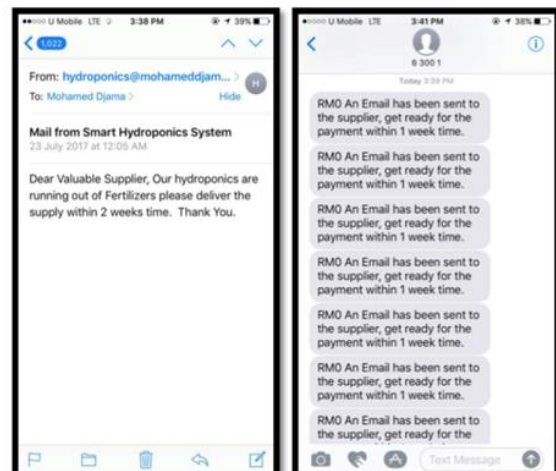 U Mobile LTE 3:38 PM 39%
1,022
From: hydroponics@mohameddjam...
H
To: Mohamed Djama
Hide
Mail from Smart Hydroponics System
23 July 2017 at 12:05 AM
Dear Valuable Supplier, Our hydroponics are
running out of Fertilizers please deliver the
supply within 2 weeks time. Thank You.
U Mobile LTE 3:41 PM 38%
6 300 1
Today 3:39 PM
RM0 An Email has been sent to
the supplier, get ready for the
payment within 1 week time.
RM0 An Email has been sent to
the supplier, get ready for the
payment within 1 week time.
RM0 An Email has been sent to
the supplier, get ready for the
payment within 1 week time.
RM0 An Email has been sent to
the supplier, get ready for the
payment within 1 week time.
RM0 An Email has been sent to
the supplier, get ready for the
payment within 1 week time.
RM0 An Email has been sent to
the supplier, get ready for the
payment within 1 week time.
RM0 An Email has been sent to
the supplier, get ready for the
Text Message